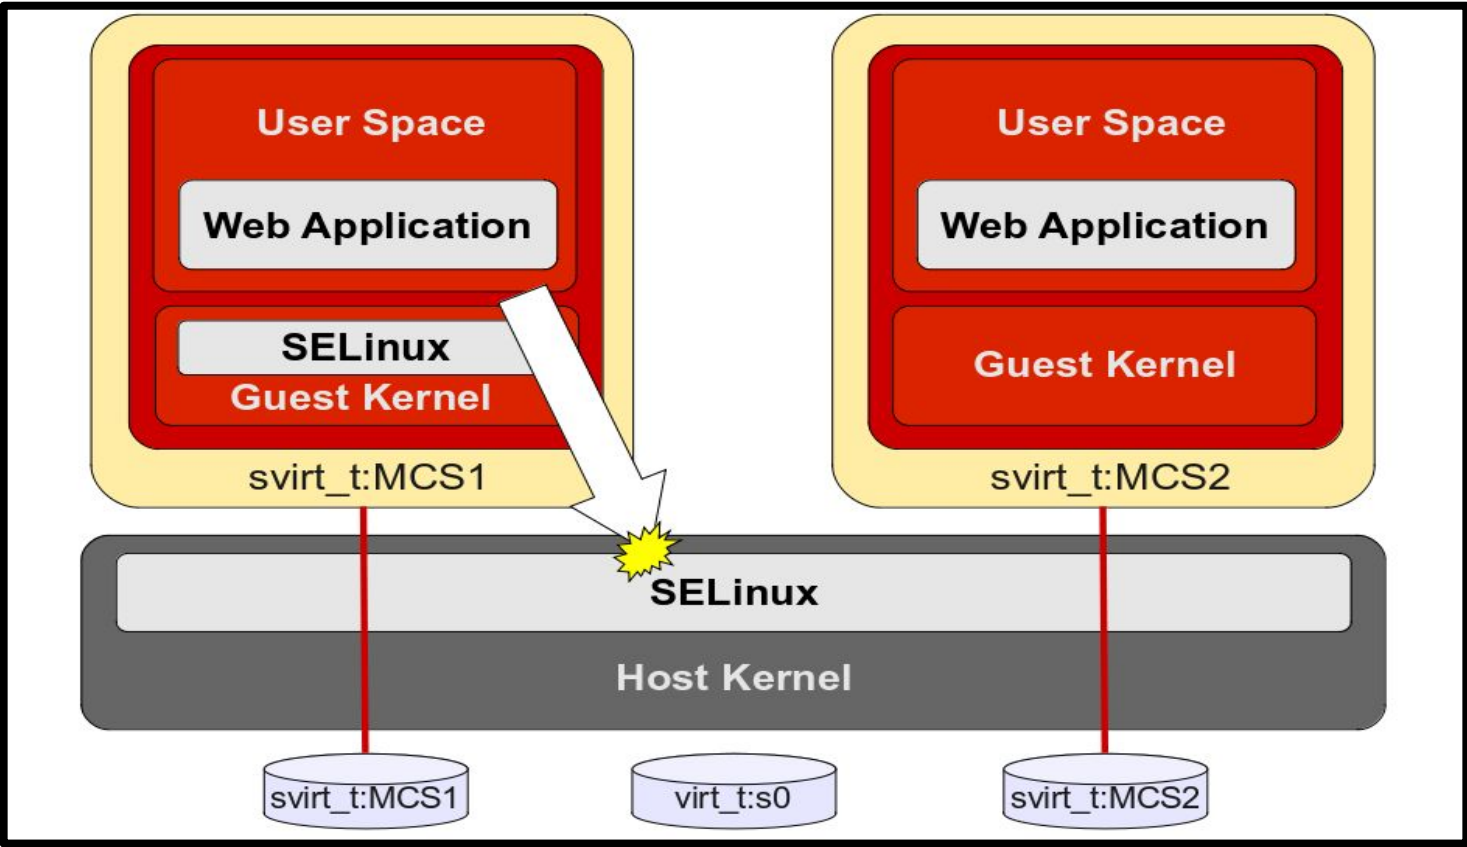 User Space
Web Application
SELinux
Guest Kernel
svirt_t:MCS1
User Space
Web Application
Guest Kernel
svirt_t:MCS2
SELinux
Host Kernel
svirt_t:MCS1
virt_t:s0
svirt_t:MCS2